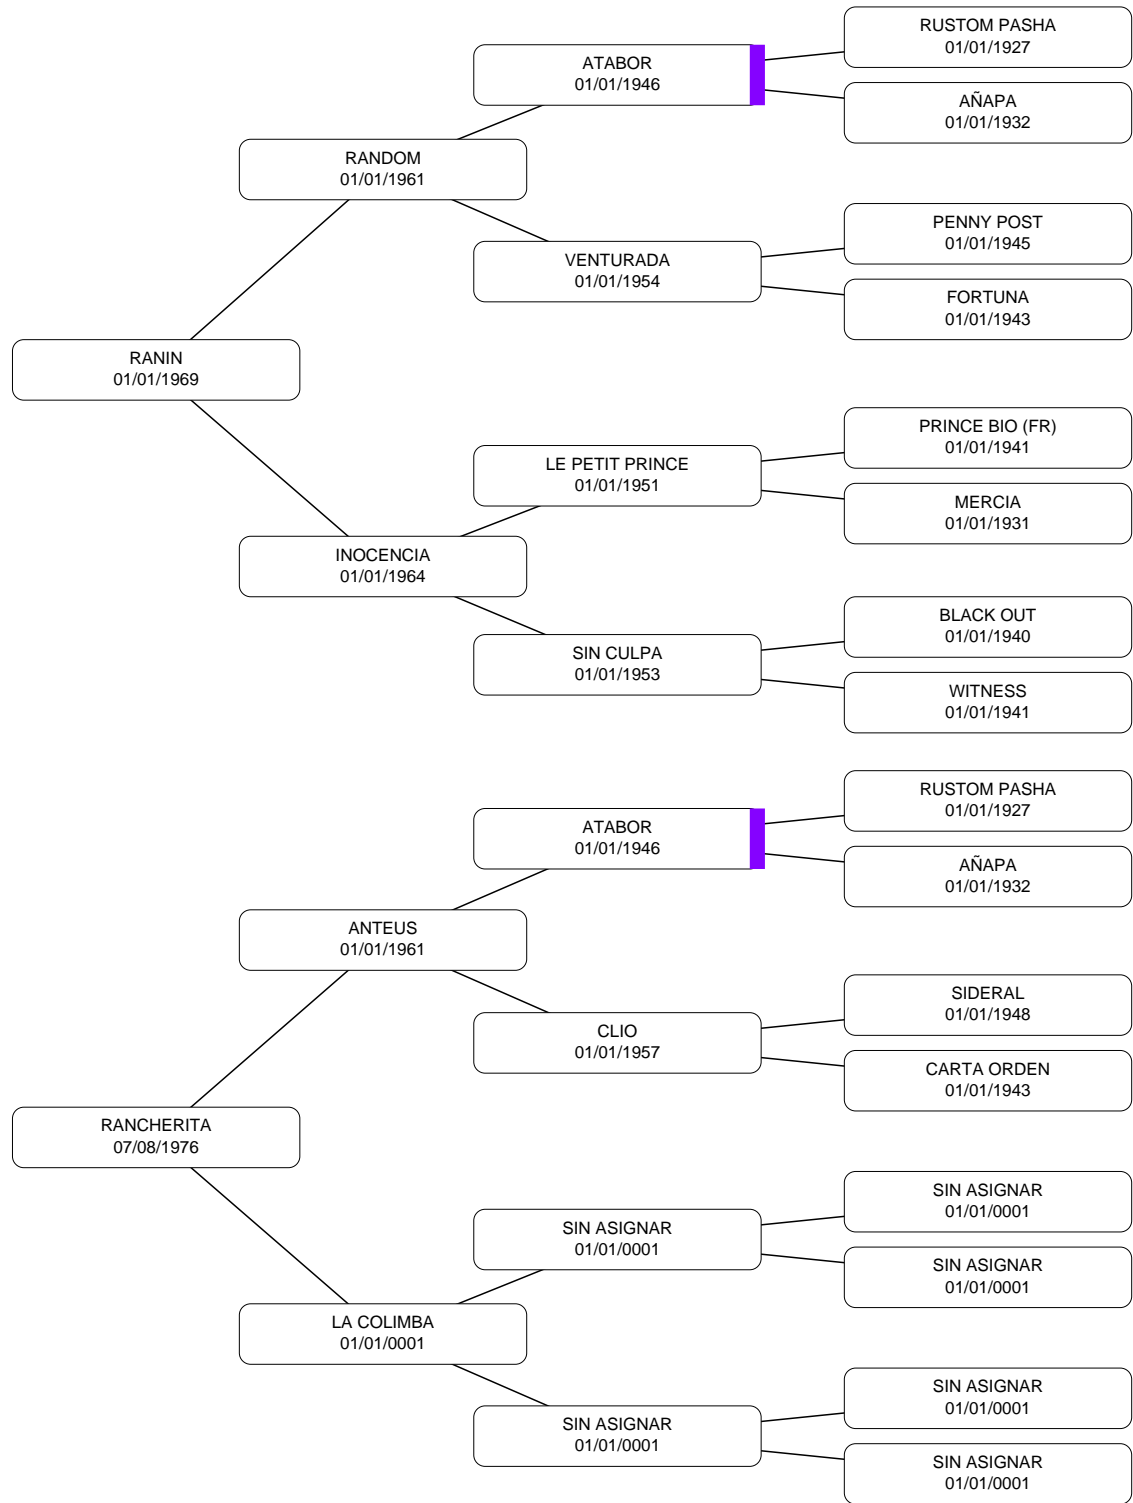 RUSTOM PASHA
01/01/1927
ATABOR
01/01/1946
AÑAPA
01/01/1932
RANDOM
01/01/1961
PENNY POST
01/01/1945
VENTURADA
01/01/1954
FORTUNA
01/01/1943
RANIN
01/01/1969
PRINCE BIO (FR)
01/01/1941
LE PETIT PRINCE
01/01/1951
MERCIA
01/01/1931
INOCENCIA
01/01/1964
BLACK OUT
01/01/1940
SIN CULPA
01/01/1953
WITNESS
01/01/1941
RUSTOM PASHA
01/01/1927
ATABOR
01/01/1946
AÑAPA
01/01/1932
ANTEUS
01/01/1961
SIDERAL
01/01/1948
CLIO
01/01/1957
CARTA ORDEN
01/01/1943
RANCHERITA
07/08/1976
SIN ASIGNAR
01/01/0001
SIN ASIGNAR
01/01/0001
SIN ASIGNAR
01/01/0001
LA COLIMBA
01/01/0001
SIN ASIGNAR
01/01/0001
SIN ASIGNAR
01/01/0001
SIN ASIGNAR
01/01/0001